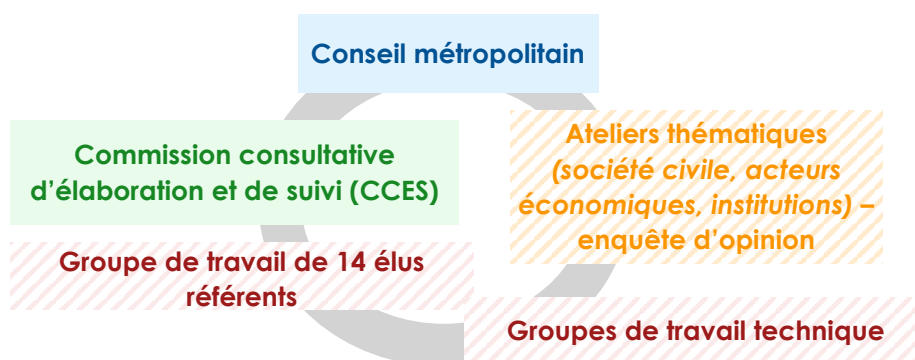 Conseil métropolitain
Commission consultative
d’élaboration et de suivi (CCES)
Ateliers thématiques
(société civile, acteurs
économiques, institutions) –
enquête d’opinion
Groupe de travail de 14 élus
référents
Groupes de travail technique